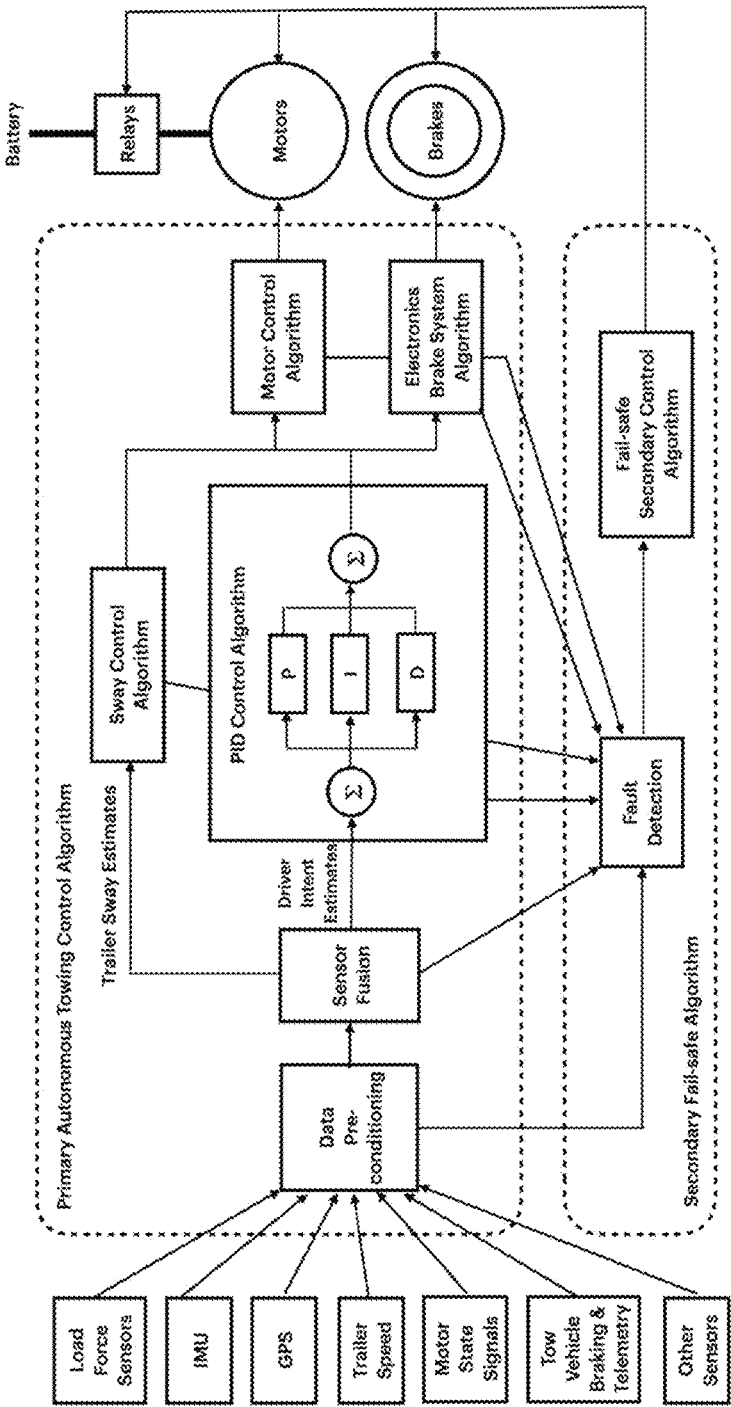 Load
Force
Sensors
IMU
GPS
Trailer
Speed
Motor
State
Signals
Tow
Vehicle
Braking &
Telemetry
Other
Sensors
Primary Autonomous Towing Control Algorithm
Data
Pre-
conditioning
Trailer Sway Estimates
Sensor
Fusion
Driver
Intent
Estimates
Sway Control
Algorithm
PID Control Algorithm
Σ
P
I
D
Σ
Motor Control
Algorithm
Electronics
Brake System
Algorithm
Secondary Fail-safe Algorithm
Fault
Detection
Fail-safe
Secondary Control
Algorithm
Battery
Relays
Motors
Brakes